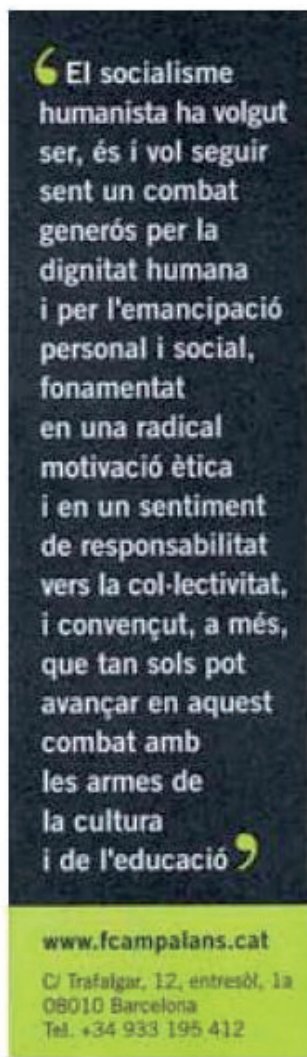 ‘El socialisme
humanista ha volgut
ser, és i vol seguir
sent un combat
generós per la
dignitat humana
i per l'emancipació
personal i social,
fonamentat
en una radical
motivació ètica
i en un sentiment
de responsabilitat
vers la col·lectivitat,
i convençut, a més,
que tan sols pot
avançar en aquest
combat amb
les armes de
la cultura
i de l'educació’
www.fcampalans.cat
C/ Trafalgar, 12, entresòl, 1a
08010 Barcelona
Tel. +34 933 195 412